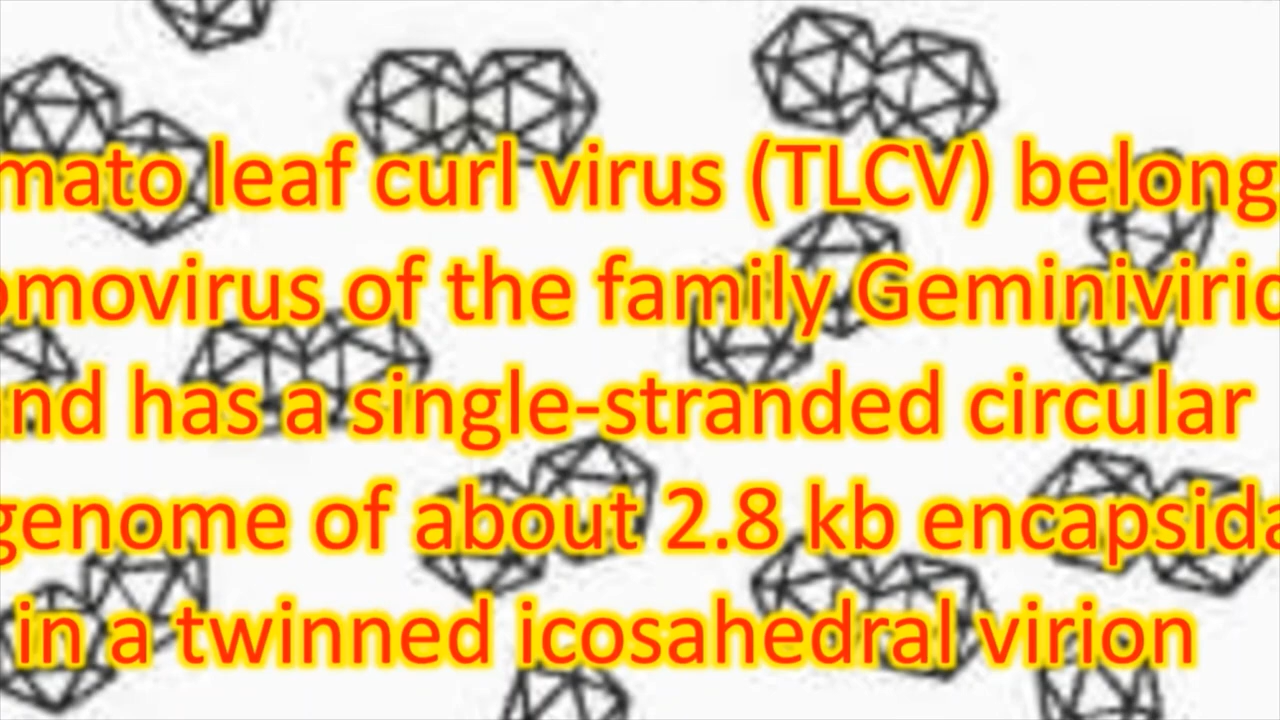 mato leaf curl virus (TLCV) belong
omovirus of the family Geminivirid
nd has a single-stranded circular
genome of about 2.8 kb encapsida
in a twinned icosahedral virion